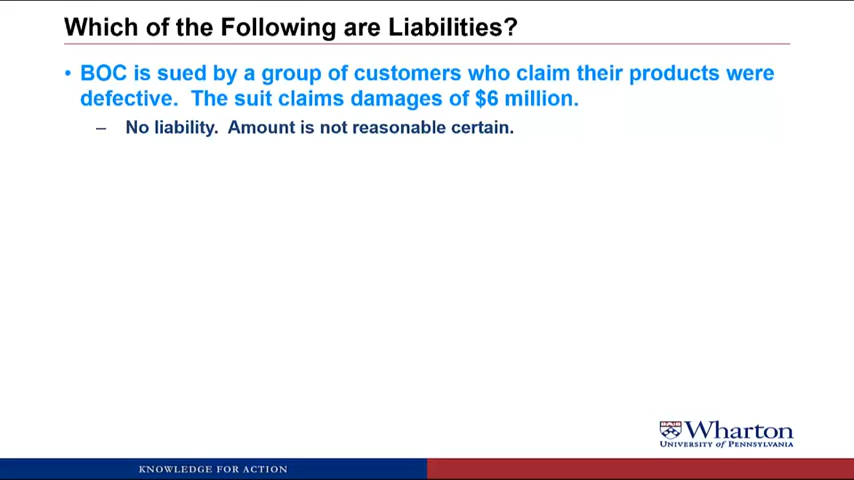 Which of the Following are Liabilities?
• BOC is sued by a group of customers who claim their products were
defective. The suit claims damages of $6 million.
– No liability. Amount is not reasonable certain.
Wharton
UNIVERSITY of PENNSYLVANIA
KNOWLEDGE FOR ACTION